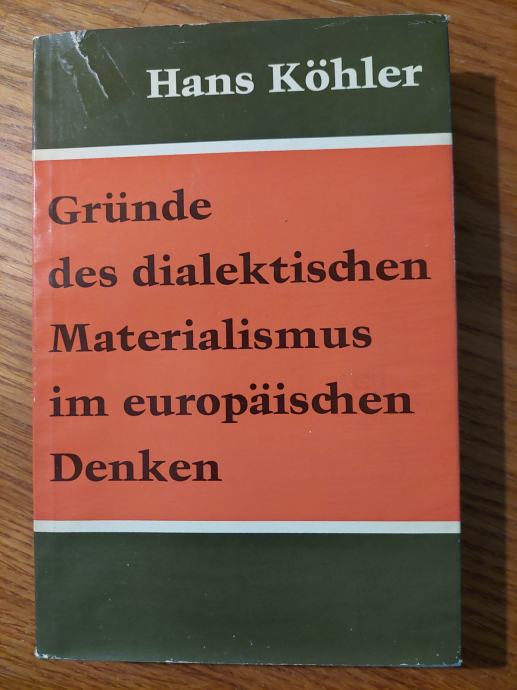 Hans Köhler
Gründe
des dialektischen
Materialismus
im europäischen
Denken